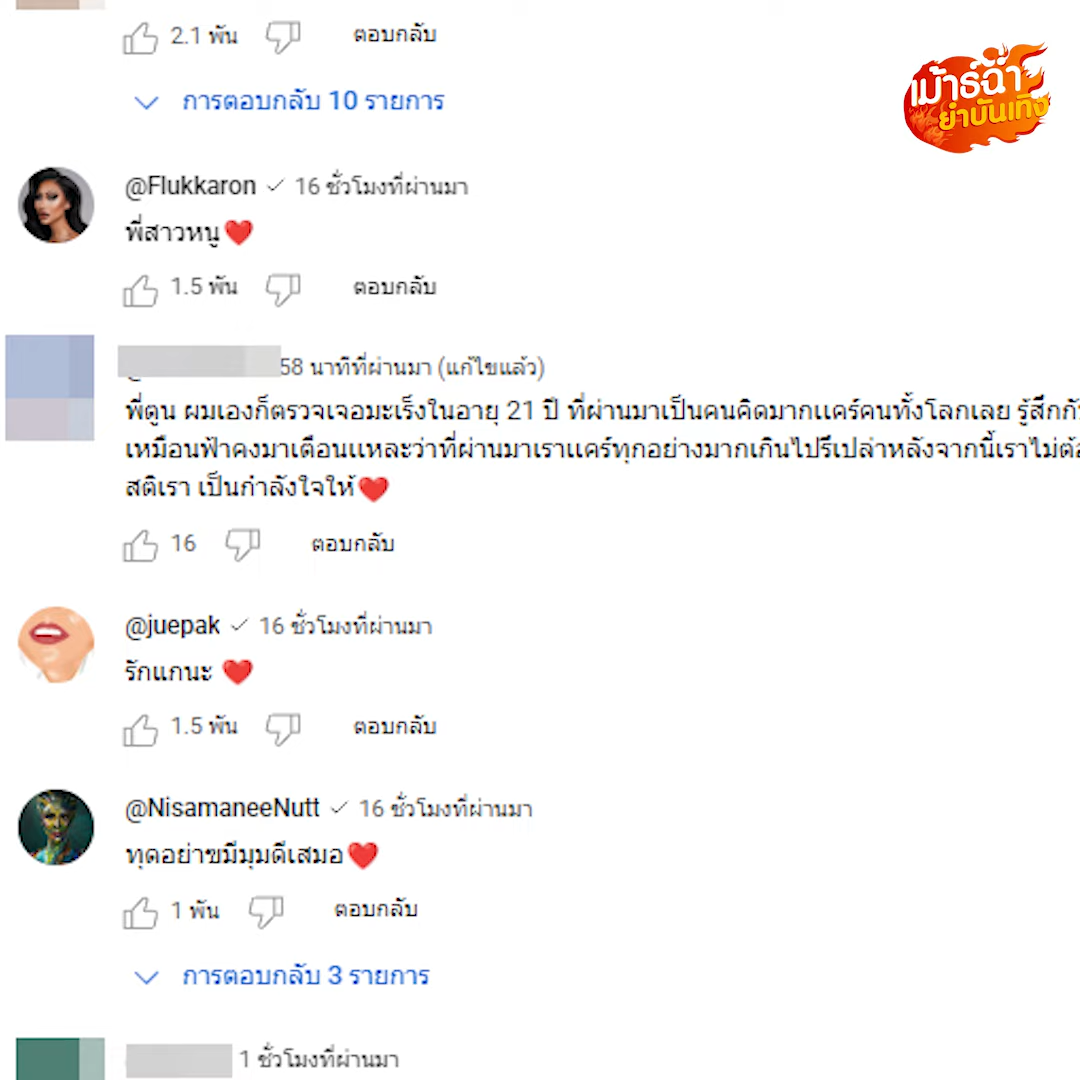 2.1 พัน ตอบกลับ
การตอบกลับ 10 รายการ
เม้าธ์ฉ่ำ
ยำบันเทิง
@Flukkaron 16 ชั่วโมงที่ผ่านมา
พี่สาวหนู❤️
1.5 พัน ตอบกลับ
58 นาทีที่ผ่านมา (แก้ไขแล้ว)
พี่ตูน ผมเองก็ตรวจเจอมะเร็งในอายุ 21 ปี ที่ผ่านมาเป็นคนคิดมากแคร์คนทั้งโลกเลย รู้สึก
เหมือนฟ้าคงมาเตือนแหละว่าที่ผ่านมาเราแคร์ทุกอย่างมากเกินไปรึเปล่าหลังจากนี้เราไม่
สติเรา เป็นกำลังใจให้❤️
16 ตอบกลับ
@juepak 16 ชั่วโมงที่ผ่านมา
รักแกนะ ❤️
1.5 พัน ตอบกลับ
@NisamaneeNutt 16 ชั่วโมงที่ผ่านมา
ทุดอย่าขมีมุมดีเสมอ❤️
1 พัน ตอบกลับ
การตอบกลับ 3 รายการ
1 ชั่วโมงที่ผ่านมา